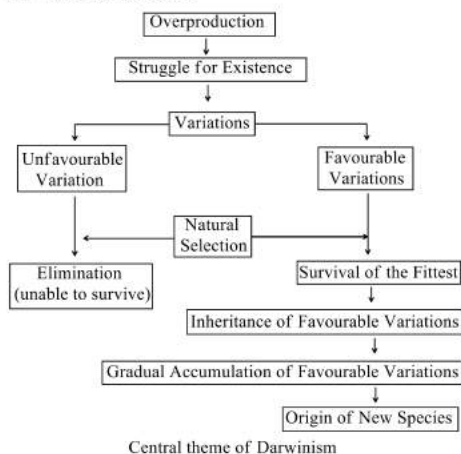 Overproduction
Struggle for Existence
Variations
Unfavourable
Variation
Favourable
Variations
Natural
Selection
Elimination
(unable to survive)
Survival of the Fittest
Inheritance of Favourable Variations
Gradual Accumulation of Favourable Variations
Origin of New Species
Central theme of Darwinism